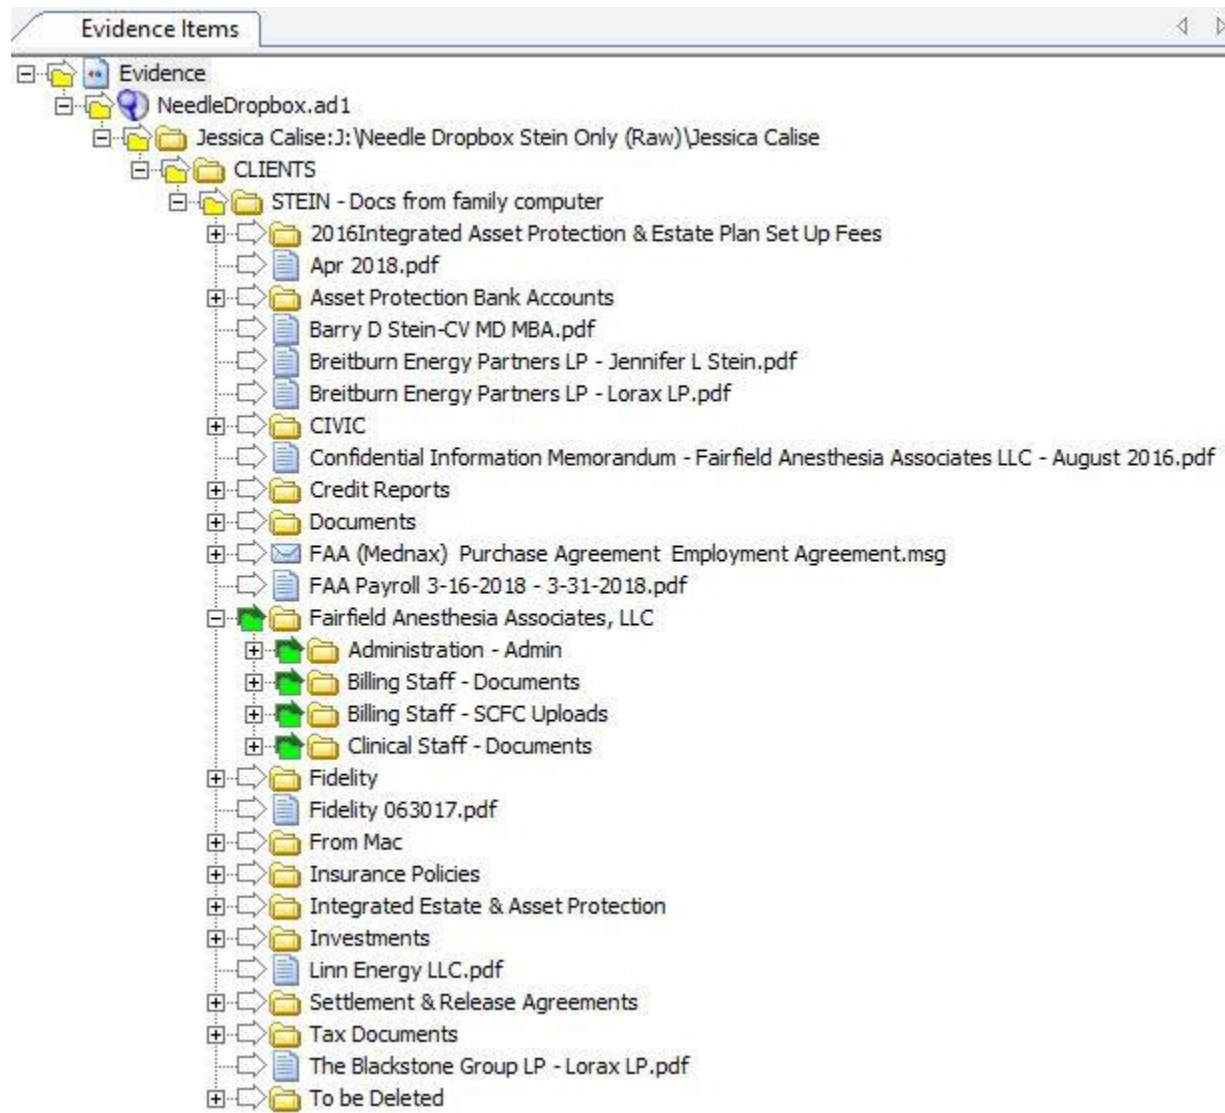 Evidence Items
Evidence
NeedleDropbox.ad1
Jessica Calise:J:\Needle Dropbox Stein Only (Raw)\Jessica Calise
CLIENTS
STEIN - Docs from family computer
2016Integrated Asset Protection & Estate Plan Set Up Fees
Apr 2018.pdf
Asset Protection Bank Accounts
Barry D Stein-CV MD MBA.pdf
Breitburn Energy Partners LP - Jennifer L Stein.pdf
Breitburn Energy Partners LP - Lorax LP.pdf
CIVIC
Confidential Information Memorandum - Fairfield Anesthesia Associates LLC - August 2016.pdf
Credit Reports
Documents
FAA (Mednax)  Purchase Agreement  Employment Agreement.msg
FAA Payroll 3-16-2018 - 3-31-2018.pdf
Fairfield Anesthesia Associates, LLC
Administration - Admin
Billing Staff - Documents
Billing Staff - SCFC Uploads
Clinical Staff - Documents
Fidelity
Fidelity 063017.pdf
From Mac
Insurance Policies
Integrated Estate & Asset Protection
Investments
Linn Energy LLC.pdf
Settlement & Release Agreements
Tax Documents
The Blackstone Group LP - Lorax LP.pdf
To be Deleted